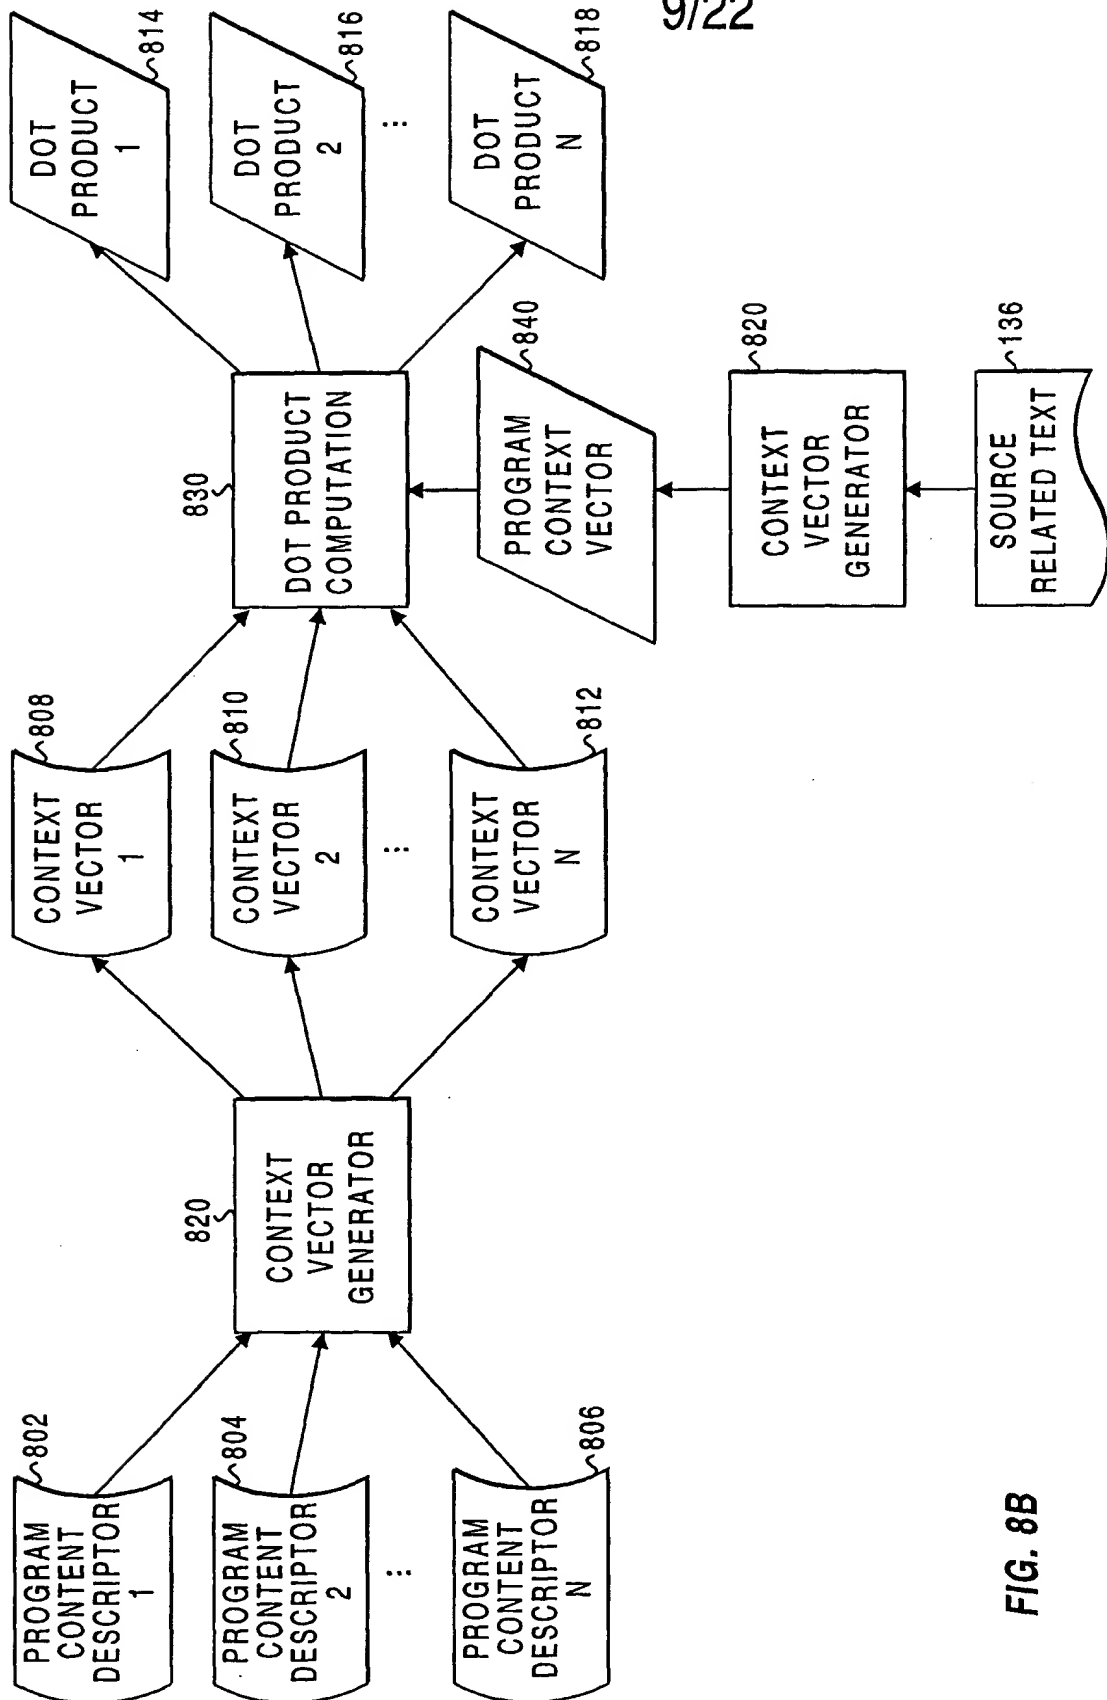 9/22
PROGRAM
CONTENT
DESCRIPTOR
1
802
PROGRAM
CONTENT
DESCRIPTOR
2
804
...
PROGRAM
CONTENT
DESCRIPTOR
N
806
820
CONTEXT
VECTOR
GENERATOR
CONTEXT
VECTOR
1
808
CONTEXT
VECTOR
2
810
...
CONTEXT
VECTOR
N
812
830
DOT PRODUCT
COMPUTATION
DOT
PRODUCT
1
814
DOT
PRODUCT
2
816
...
DOT
PRODUCT
N
818
PROGRAM
CONTEXT
VECTOR
840
CONTEXT
VECTOR
GENERATOR
820
SOURCE
RELATED TEXT
136
FIG. 8B